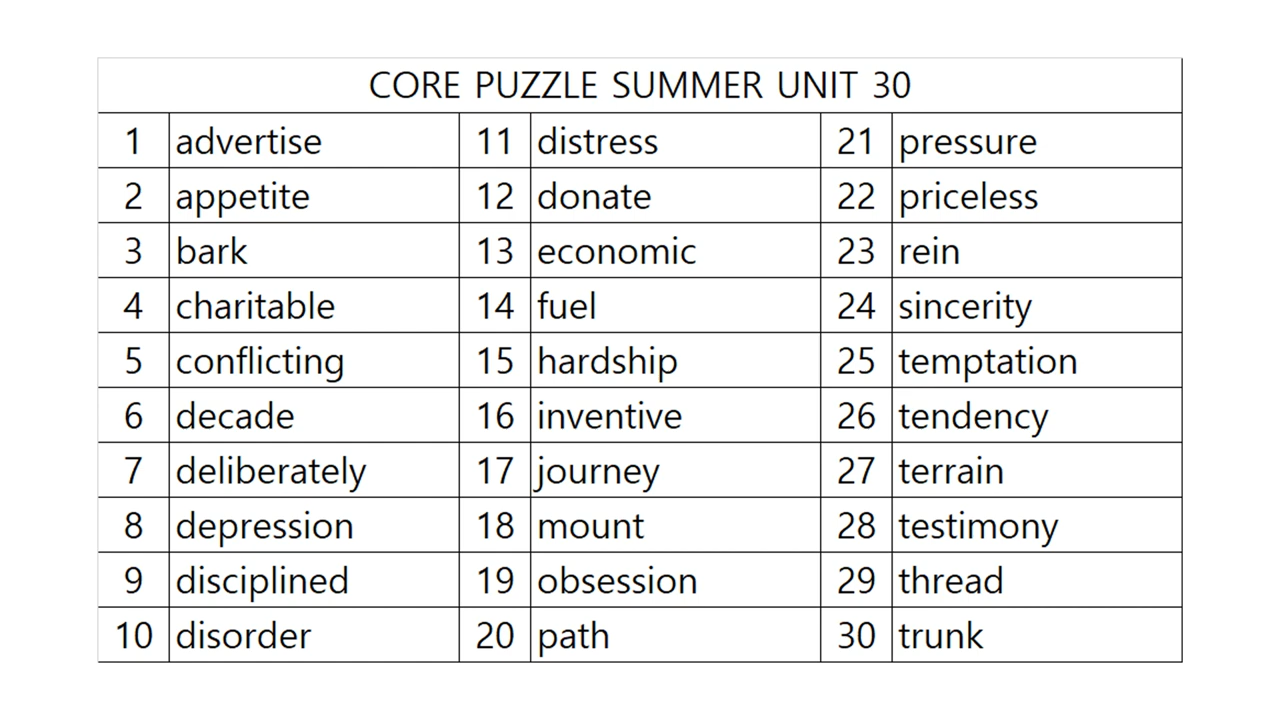 CORE PUZZLE SUMMER UNIT 30
1 advertise 11 distress 21 pressure
2 appetite 12 donate 22 priceless
3 bark 13 economic 23 rein
4 charitable 14 fuel 24 sincerity
5 conflicting 15 hardship 25 temptation
6 decade 16 inventive 26 tendency
7 deliberately 17 journey 27 terrain
8 depression 18 mount 28 testimony
9 disciplined 19 obsession 29 thread
10 disorder 20 path 30 trunk